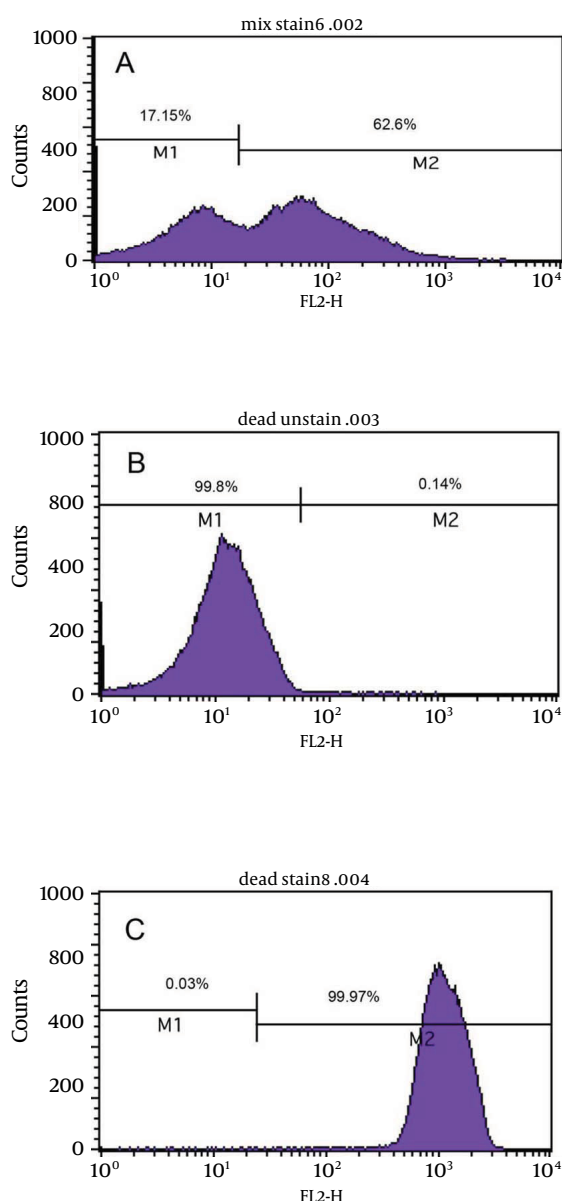 mix stain6 .002
1000
A
800
17.15%
62.6%
M1
M2
400
200
0
Counts
10⁰ 10¹ 10² 10³ 10⁴
FL2-H
dead unstain .003
1000
B
99.8%
0.14%
800
M1
M2
400
200
0
Counts
10⁰ 10¹ 10² 10³ 10⁴
FL2-H
dead stain8 .004
1000
C
800
0.03%
99.97%
400
M1
M2
200
0
Counts
10⁰ 10¹ 10² 10³ 10⁴
FL2-H